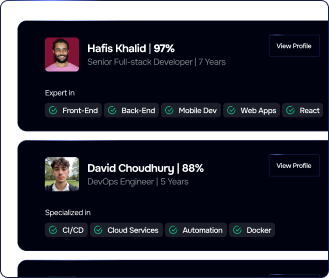 Hafis Khalid | 97%
View Profile
Senior Full-stack Developer | 7 Years
Expert in
Front-End Back-End Mobile Dev Web Apps React
David Choudhury | 88%
View Profile
DevOps Engineer | 5 Years
Specialized in
CI/CD Cloud Services Automation Docker